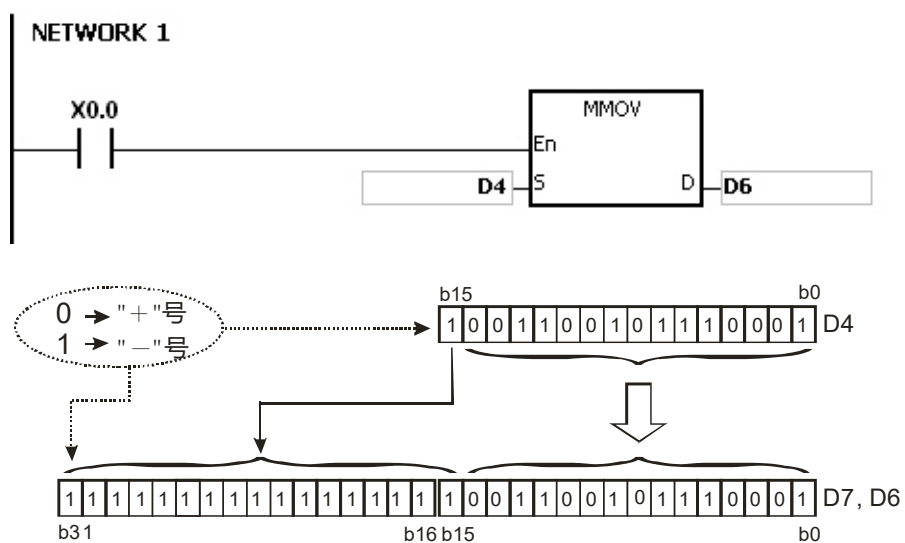 NETWORK 1
X0.0
MMOV
En
D4 S D D6
b15 b0
0 → "＋"号
1 → "－"号
1 0 0 1 1 0 0 1 0 1 1 1 0 0 0 1 D4
1 1 1 1 1 1 1 1 1 1 1 1 1 1 1 1 1 0 0 1 1 0 0 1 0 1 1 1 0 0 0 1 D7, D6
b31 b16 b15 b0